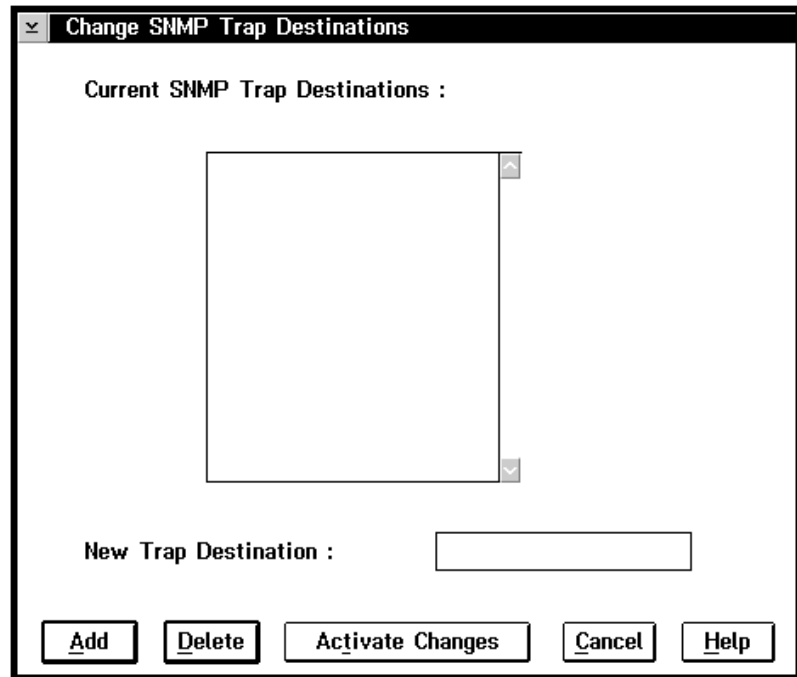 Change SNMP Trap Destinations
Current SNMP Trap Destinations :
New Trap Destination :
Add Delete Activate Changes Cancel Help